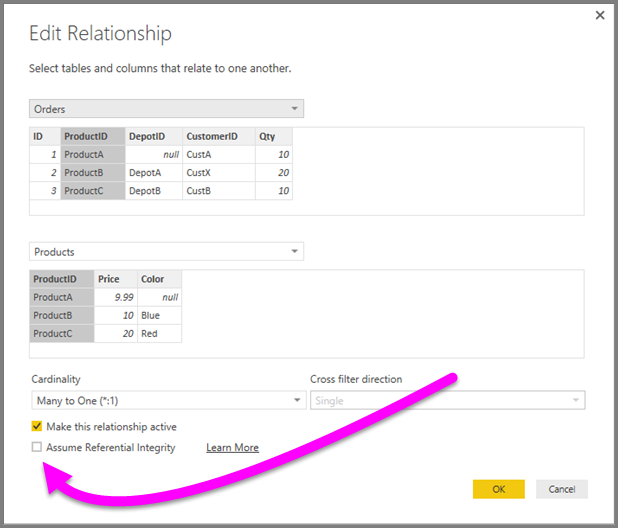 Edit Relationship
Select tables and columns that relate to one another.
Orders
ID ProductID DepotID CustomerID Qty
1 ProductA null CustA 10
2 ProductB DepotA CustX 20
3 ProductC DepotB CustB 10
Products
ProductID Price Color
ProductA 9.99 null
ProductB 10 Blue
ProductC 20 Red
Cardinality Cross filter direction
Many to One (*:1) Single
Make this relationship active
Assume Referential Integrity Learn More
OK Cancel